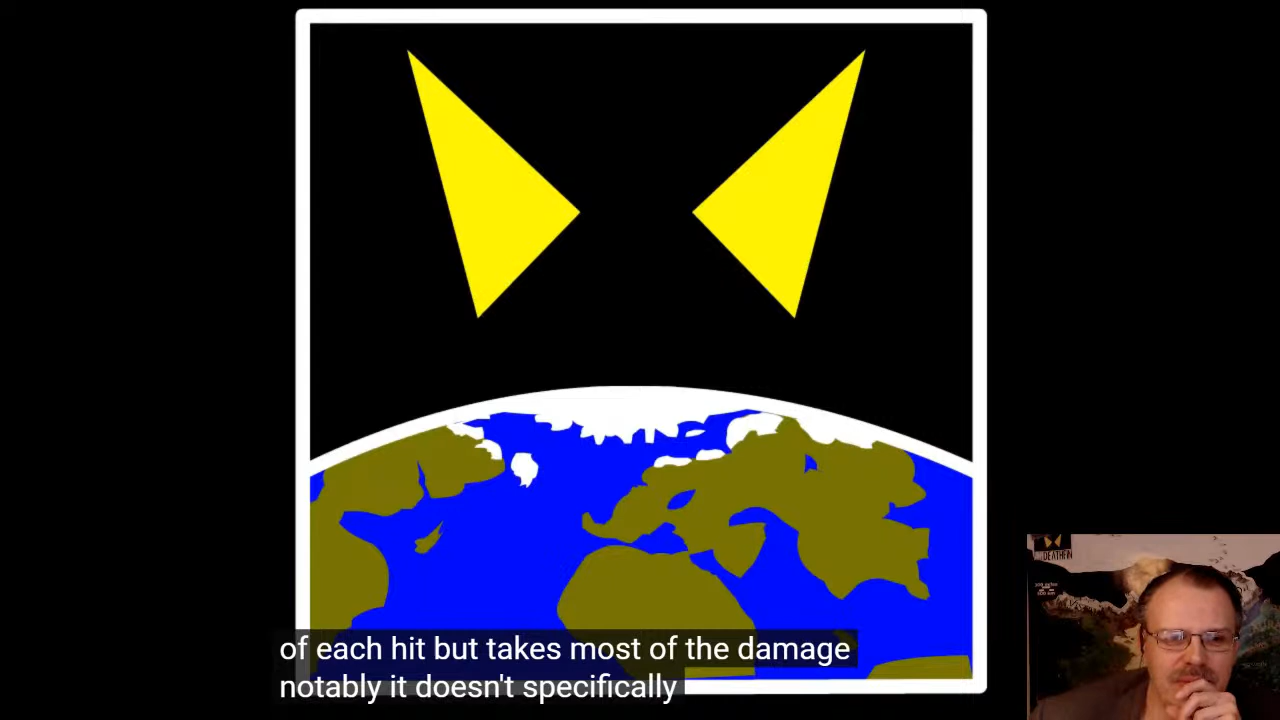 of each hit but takes most of the damage
notably it doesn't specifically